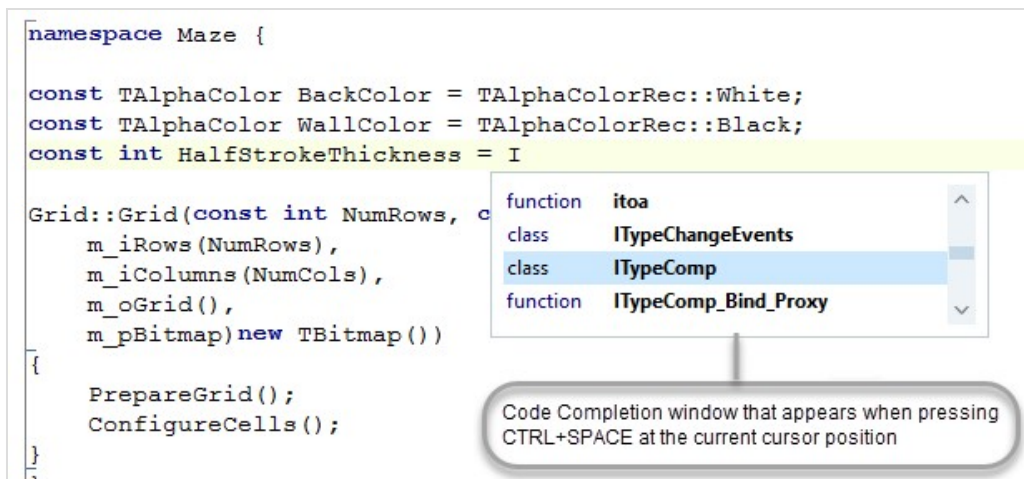 namespace Maze {
const TAlphaColor BackColor = TAlphaColorRec::White;
const TAlphaColor WallColor = TAlphaColorRec::Black;
const int HalfStrokeThickness = I
Grid::Grid(const int NumRows, c
m_iRows(NumRows),
m_iColumns(NumCols),
m_oGrid(),
m_pBitmap)new TBitmap())
{
PrepareGrid();
ConfigureCells();
}
function itoa
class ITypeChangeEvents
class ITypeComp
function ITypeComp_Bind_Proxy
Code Completion window that appears when pressing
CTRL+SPACE at the current cursor position